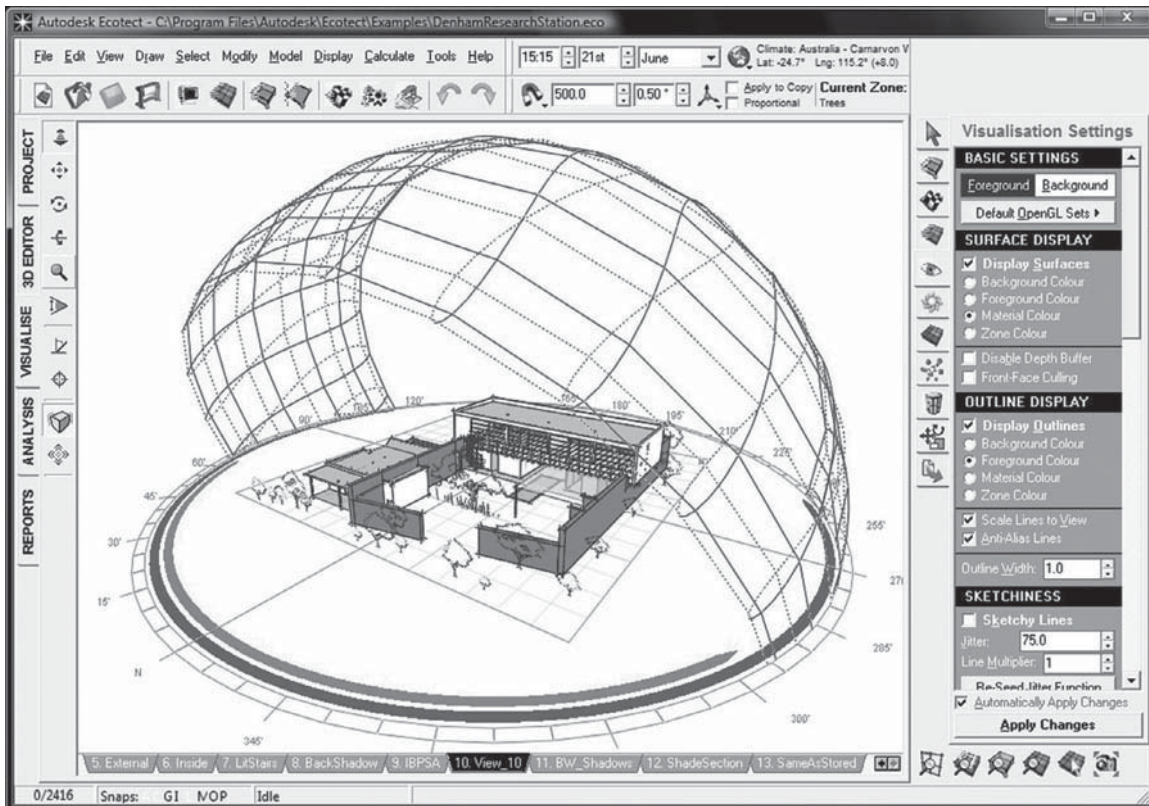 Autodesk Ecotect - C:\Program Files\Autodesk\Ecotect\Examples\DenhamResearchStation.eco
File Edit View Draw Select Modify Model Display Calculate Tools Help
15:15 21st June
Climate: Australia - Carnarvon V
Lat: -24.7° Lng: 115.2° (+8.0)
500.0 0.50 °
Apply to Copy
Proportional
Current Zone:
Trees
PROJECT
3D EDITOR
VISUALISE
ANALYSIS
REPORTS
N
15'
30'
45'
60'
90'
105'
120'
165'
180'
195'
210'
225'
255'
270
285'
300'
345'
Visualisation Settings
BASIC SETTINGS
Foreground Background
Default OpenGL Sets
SURFACE DISPLAY
Display Surfaces
Background Colour
Foreground Colour
Material Colour
Zone Colour
Disable Depth Buffer
Front-Face Culling
OUTLINE DISPLAY
Display Outlines
Background Colour
Foreground Colour
Material Colour
Zone Colour
Scale Lines to View
Anti-Alias Lines
Outline Width: 1.0
SKETCHINESS
Sketchy Lines
Jitter: 75.0
Line Multiplier: 1
Re-Seed Jitter Function
Automatically Apply Changes
Apply Changes
5. External 6. Inside 7. LitStairs 8. BackShadow 9. IBPSA 10. View_10 11. BW_Shadows 12. ShadeSection 13. SameAsStored
0/2416 Snaps: GI MOP Idle